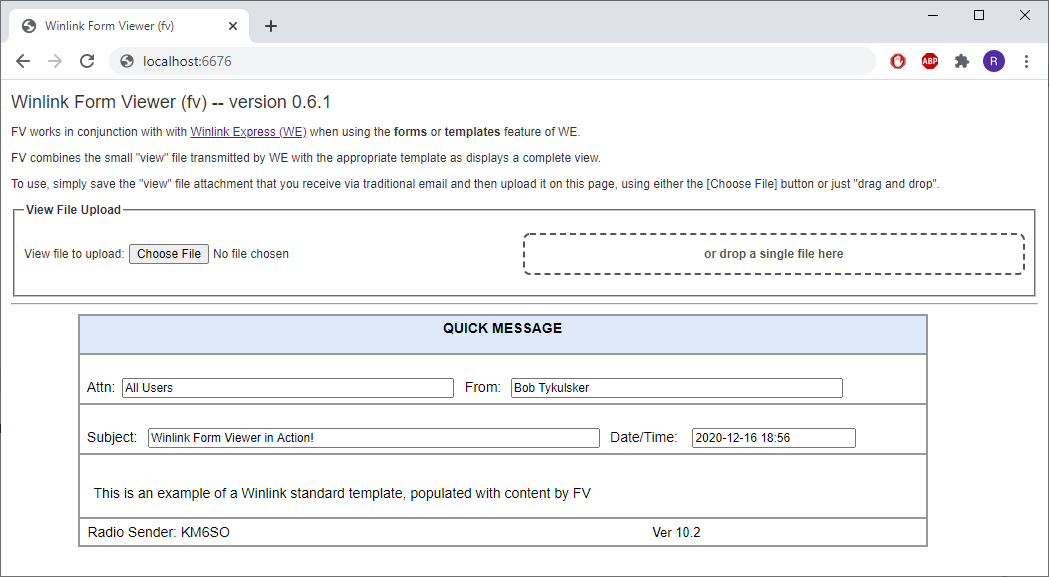 Winlink Form Viewer (fv)
localhost:6676
ABP
R
Winlink Form Viewer (fv) -- version 0.6.1
FV works in conjunction with with Winlink Express (WE) when using the forms or templates feature of WE.
FV combines the small "view" file transmitted by WE with the appropriate template as displays a complete view.
To use, simply save the "view" file attachment that you receive via traditional email and then upload it on this page, using either the [Choose File] button or just "drag and drop".
View File Upload
View file to upload: Choose File No file chosen
or drop a single file here
QUICK MESSAGE
Attn: All Users From: Bob Tykulsker
Subject: Winlink Form Viewer in Action! Date/Time: 2020-12-16 18:56
This is an example of a Winlink standard template, populated with content by FV
Radio Sender: KM6SO Ver 10.2